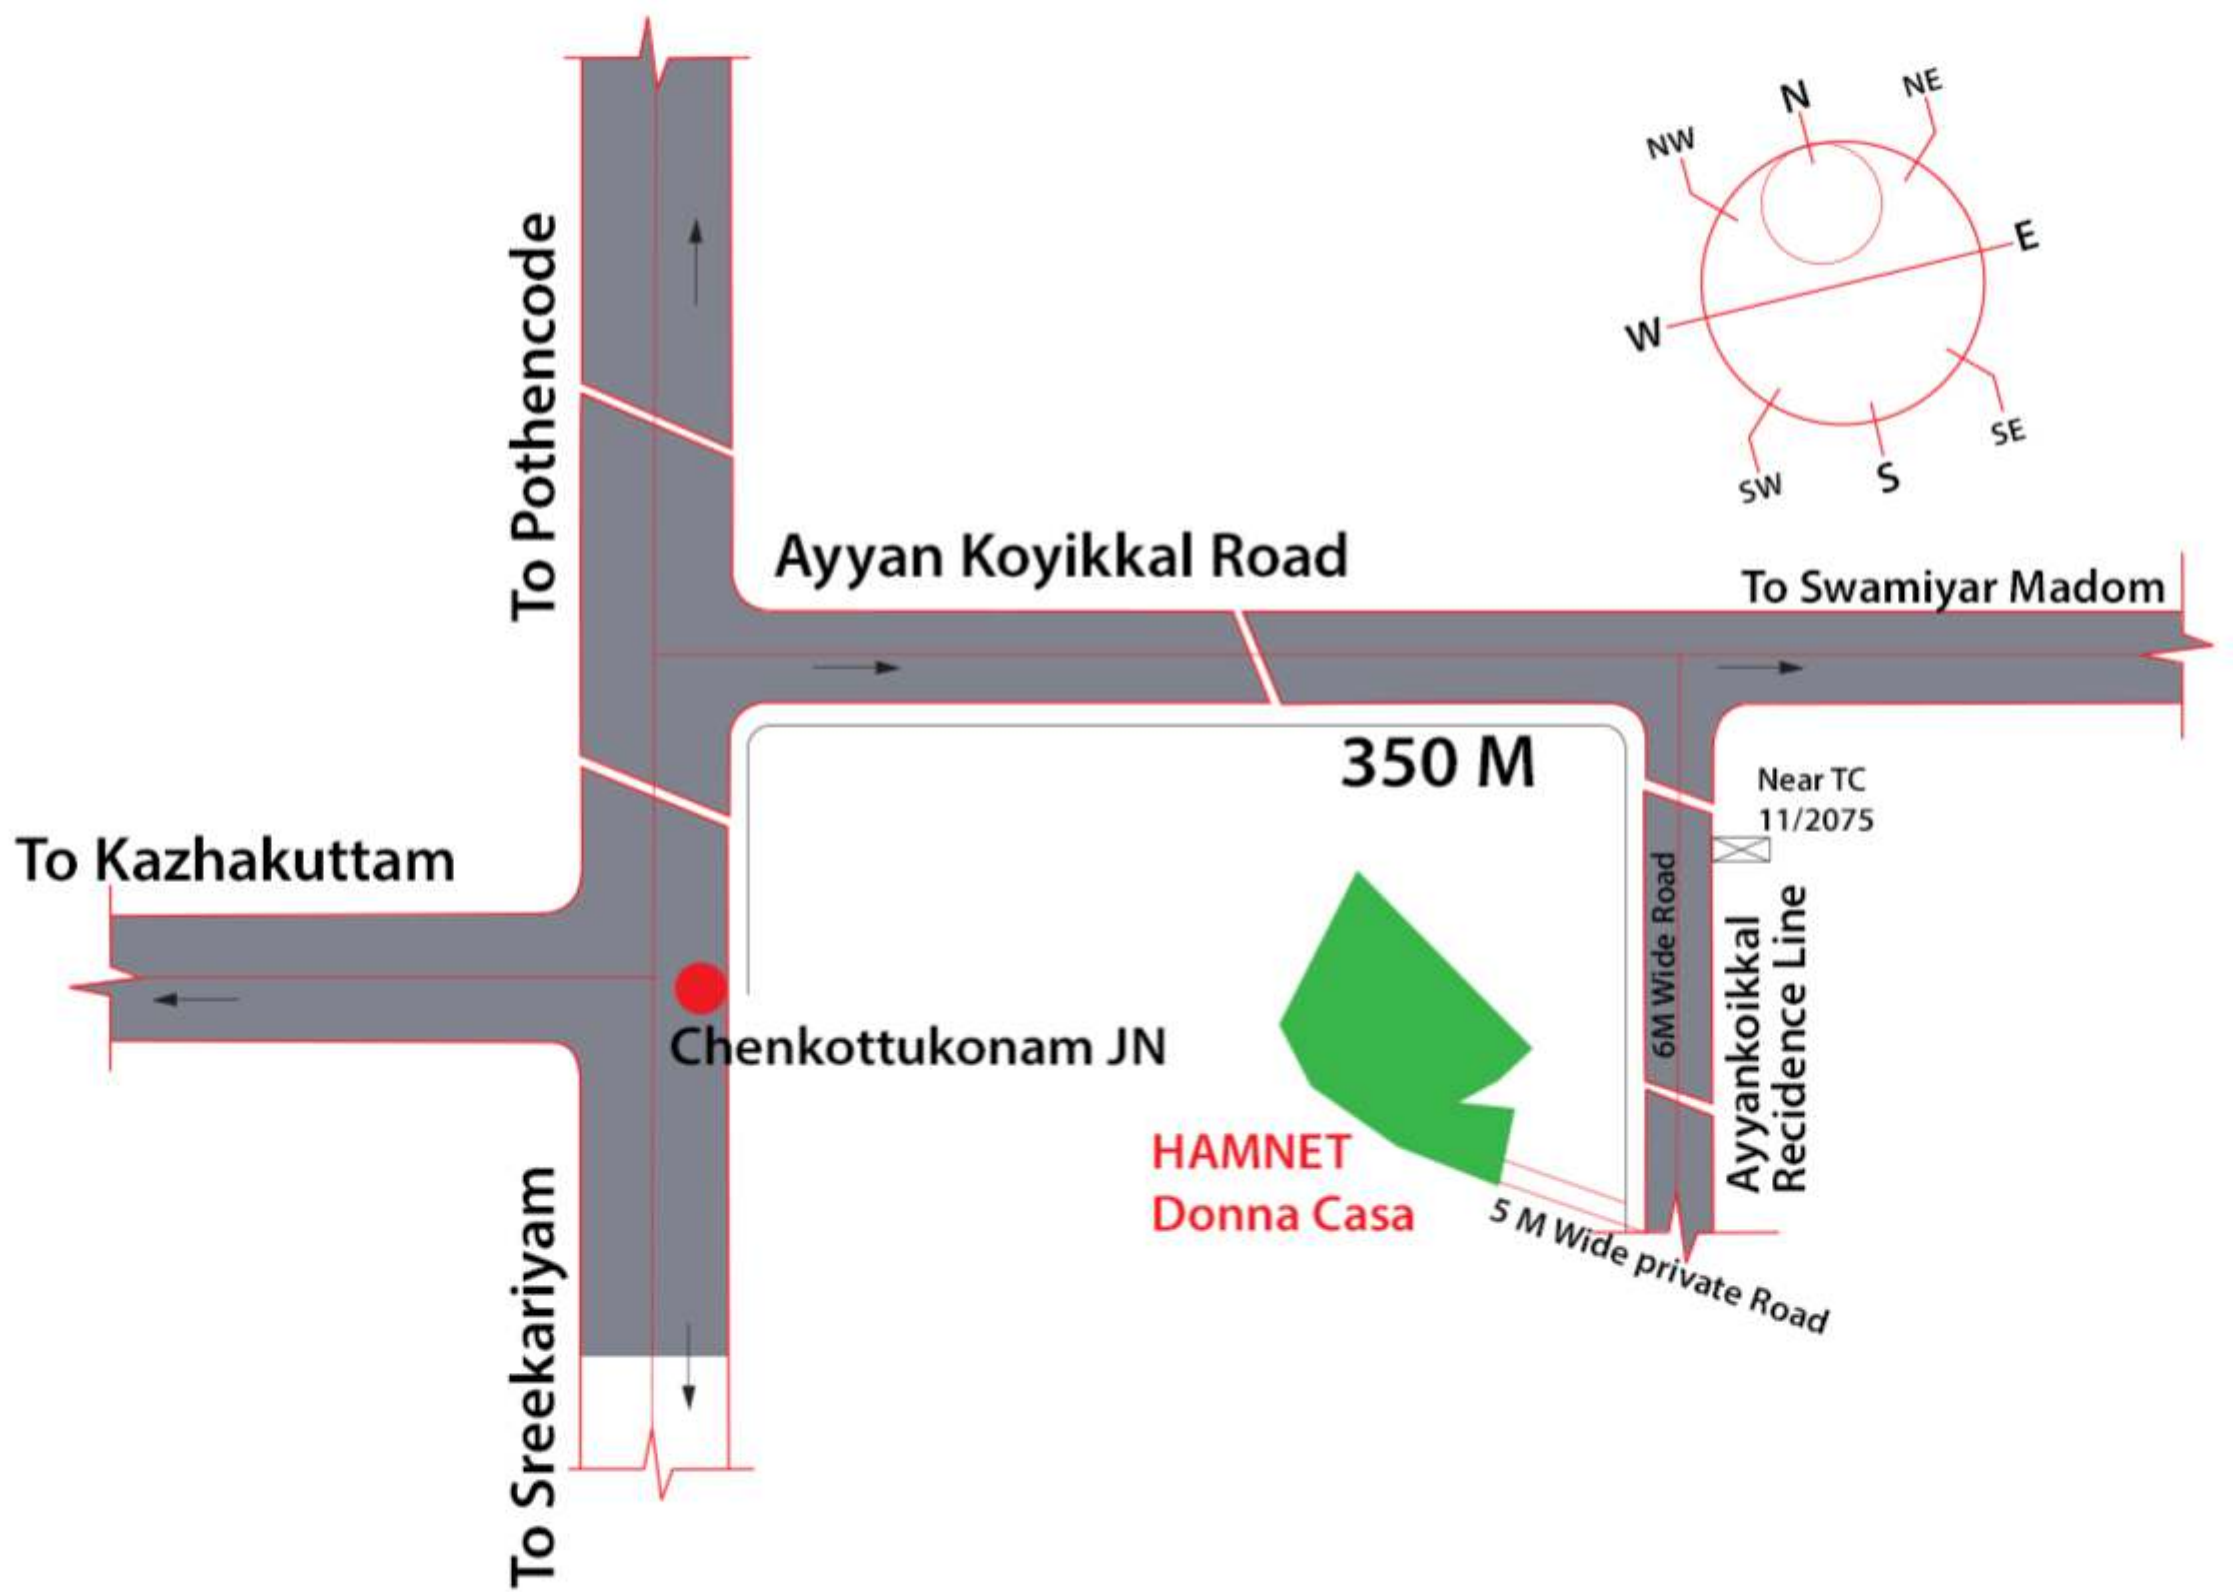 N
NE
NW
E
W
SE
S
SW
To Pothencode
Ayyan Koyikkal Road
To Swamiyar Madom
350 M
Near TC
11/2075
To Kazhakuttam
6M Wide Road
Ayyankoikkal
Recidence Line
Chenkottukonam JN
HAMNET
Donna Casa
5 M Wide private Road
To Sreekariyam